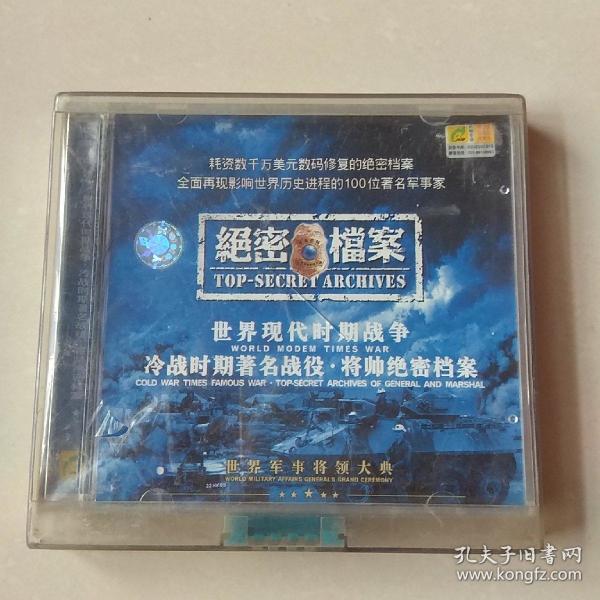 耗资数千万美元数码修复的绝密档案
全面再现影响世界历史进程的100位著名军事家
絕密檔案
TOP-SECRET ARCHIVES
世界现代时期战争
WORLD MODEM TIMES WAR
冷战时期著名战役·将帅绝密档案
COLD WAR TIMES FAMOUS WAR · TOP-SECRET ARCHIVES OF GENERAL AND MARSHAL
世界军事将领大典
WORLD MILITARY AFFAIRS GENERAL'S GRAND CEREMONY
孔夫子旧书网
www.kongfz.com